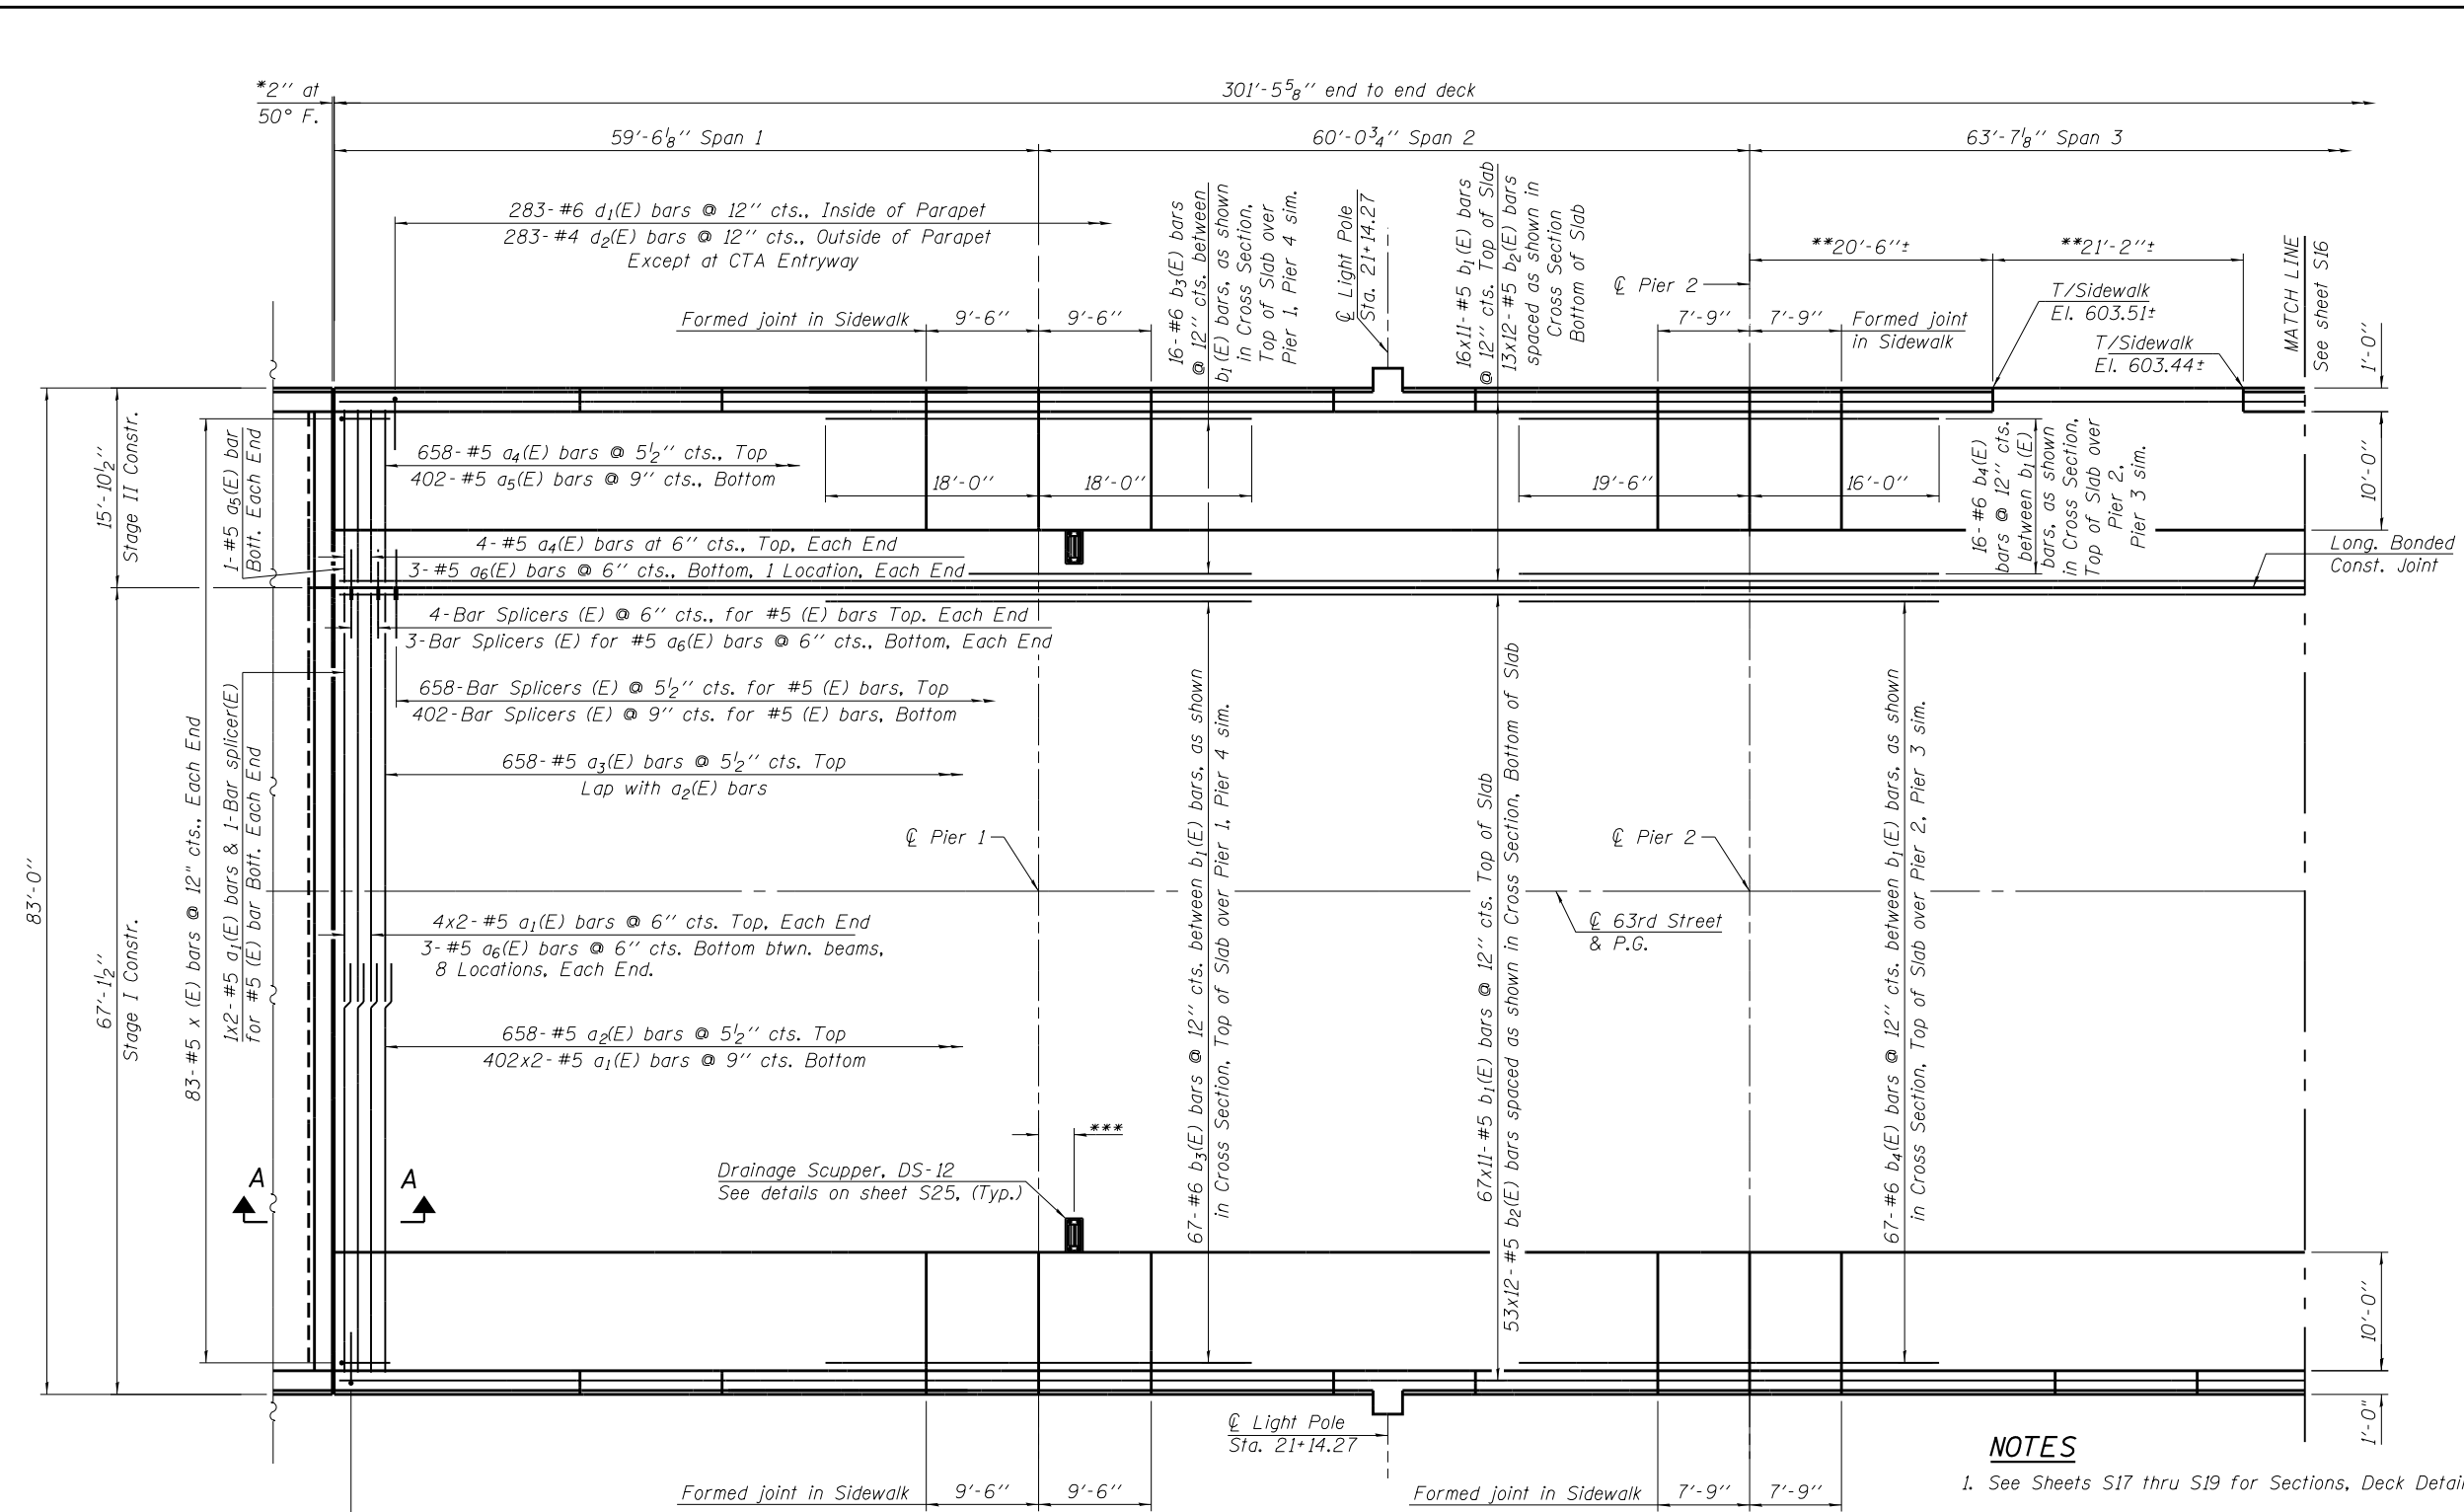 *2'' at
50° F.
301'-5 5/8'' end to end deck
59'-6 1/8'' Span 1
60'-0 3/4'' Span 2
63'-7 1/8'' Span 3
283-#6 d1(E) bars @ 12'' cts., Inside of Parapet
283-#4 d2(E) bars @ 12'' cts., Outside of Parapet
Except at CTA Entryway
Formed joint in Sidewalk
9'-6''
9'-6''
16-#6 b3(E) bars
@ 12'' cts. between
b1(E) bars, as shown
in Cross Section,
Top of Slab over
Pier 1, Pier 4 sim.
℄ Light Pole
Sta. 21+14.27
16x11-#5 b1(E) bars
@ 12'' cts. Top of Slab
13x12-#5 b2(E) bars
spaced as shown in
Cross Section
Bottom of Slab
℄ Pier 2
7'-9''
7'-9''
Formed joint
in Sidewalk
**20'-6''±
**21'-2''±
T/Sidewalk
El. 603.51±
T/Sidewalk
El. 603.44±
MATCH LINE
See sheet S16
1'-0''
10'-0''
83'-0''
15'-10 1/2''
Stage II Constr.
1-#5 a5(E) bar
Bott. Each End
658-#5 a4(E) bars @ 5 1/2'' cts., Top
402-#5 a5(E) bars @ 9'' cts., Bottom
18'-0''
18'-0''
19'-6''
16'-0''
16-#6 b4(E)
bars @ 12'' cts.
between b1(E)
bars, as shown
in Cross Section,
Top of Slab over
Pier 2,
Pier 3 sim.
4-#5 a4(E) bars at 6'' cts., Top, Each End
3-#5 a6(E) bars @ 6'' cts., Bottom, 1 Location, Each End
Long. Bonded
Const. Joint
4-Bar Splicers (E) @ 6'' cts., for #5 (E) bars Top. Each End
3-Bar Splicers (E) for #5 a6(E) bars @ 6'' cts., Bottom, Each End
658-Bar Splicers (E) @ 5 1/2'' cts. for #5 (E) bars, Top
402-Bar Splicers (E) @ 9'' cts. for #5 (E) bars, Bottom
67'-1 1/2''
Stage I Constr.
83-#5 x (E) bars @ 12" cts., Each End
1x2-#5 a1(E) bars & 1-Bar splicer(E)
for #5 (E) bar Bott. Each End
658-#5 a3(E) bars @ 5 1/2'' cts. Top
Lap with a2(E) bars
℄ Pier 1
℄ Pier 2
67-#6 b3(E) bars @ 12'' cts. between b1(E) bars, as shown
in Cross Section, Top of Slab over Pier 1, Pier 4 sim.
67x11-#5 b1(E) bars @ 12'' cts. Top of Slab
53x12-#5 b2(E) bars spaced as shown in Cross Section, Bottom of Slab
67-#6 b4(E) bars @ 12'' cts. between b1(E) bars, as shown
in Cross Section, Top of Slab over Pier 2, Pier 3 sim.
4x2-#5 a1(E) bars @ 6'' cts. Top, Each End
3-#5 a6(E) bars @ 6'' cts. Bottom btwn. beams,
8 Locations, Each End.
℄ 63rd Street
& P.G.
658-#5 a2(E) bars @ 5 1/2'' cts. Top
402x2-#5 a1(E) bars @ 9'' cts. Bottom
***
A
A
Drainage Scupper, DS-12
See details on sheet S25, (Typ.)
10'-0''
1'-0"
℄ Light Pole
Sta. 21+14.27
Formed joint in Sidewalk
9'-6''
9'-6''
Formed joint in Sidewalk
7'-9''
7'-9''
NOTES
1. See Sheets S17 thru S19 for Sections, Deck Detail